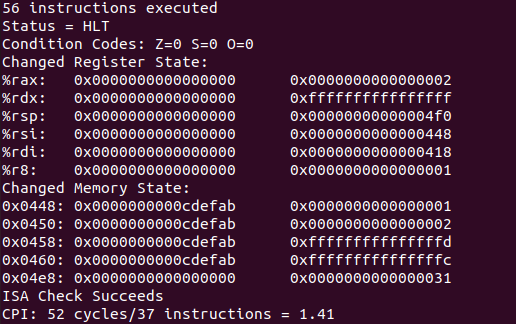 56 instructions executed
Status = HLT
Condition Codes: Z=0 S=0 O=0
Changed Register State:
%rax:   0x0000000000000000      0x0000000000000002
%rdx:   0x0000000000000000      0xffffffffffffffff
%rsp:   0x0000000000000000      0x00000000000004f0
%rsi:   0x0000000000000000      0x0000000000000448
%rdi:   0x0000000000000000      0x0000000000000418
%r8:    0x0000000000000000      0x0000000000000001
Changed Memory State:
0x0448: 0x0000000000cdefab      0x0000000000000001
0x0450: 0x0000000000cdefab      0x0000000000000002
0x0458: 0x0000000000cdefab      0xfffffffffffffffd
0x0460: 0x0000000000cdefab      0xfffffffffffffffc
0x04e8: 0x0000000000000000      0x0000000000000031
ISA Check Succeeds
CPI: 52 cycles/37 instructions = 1.41